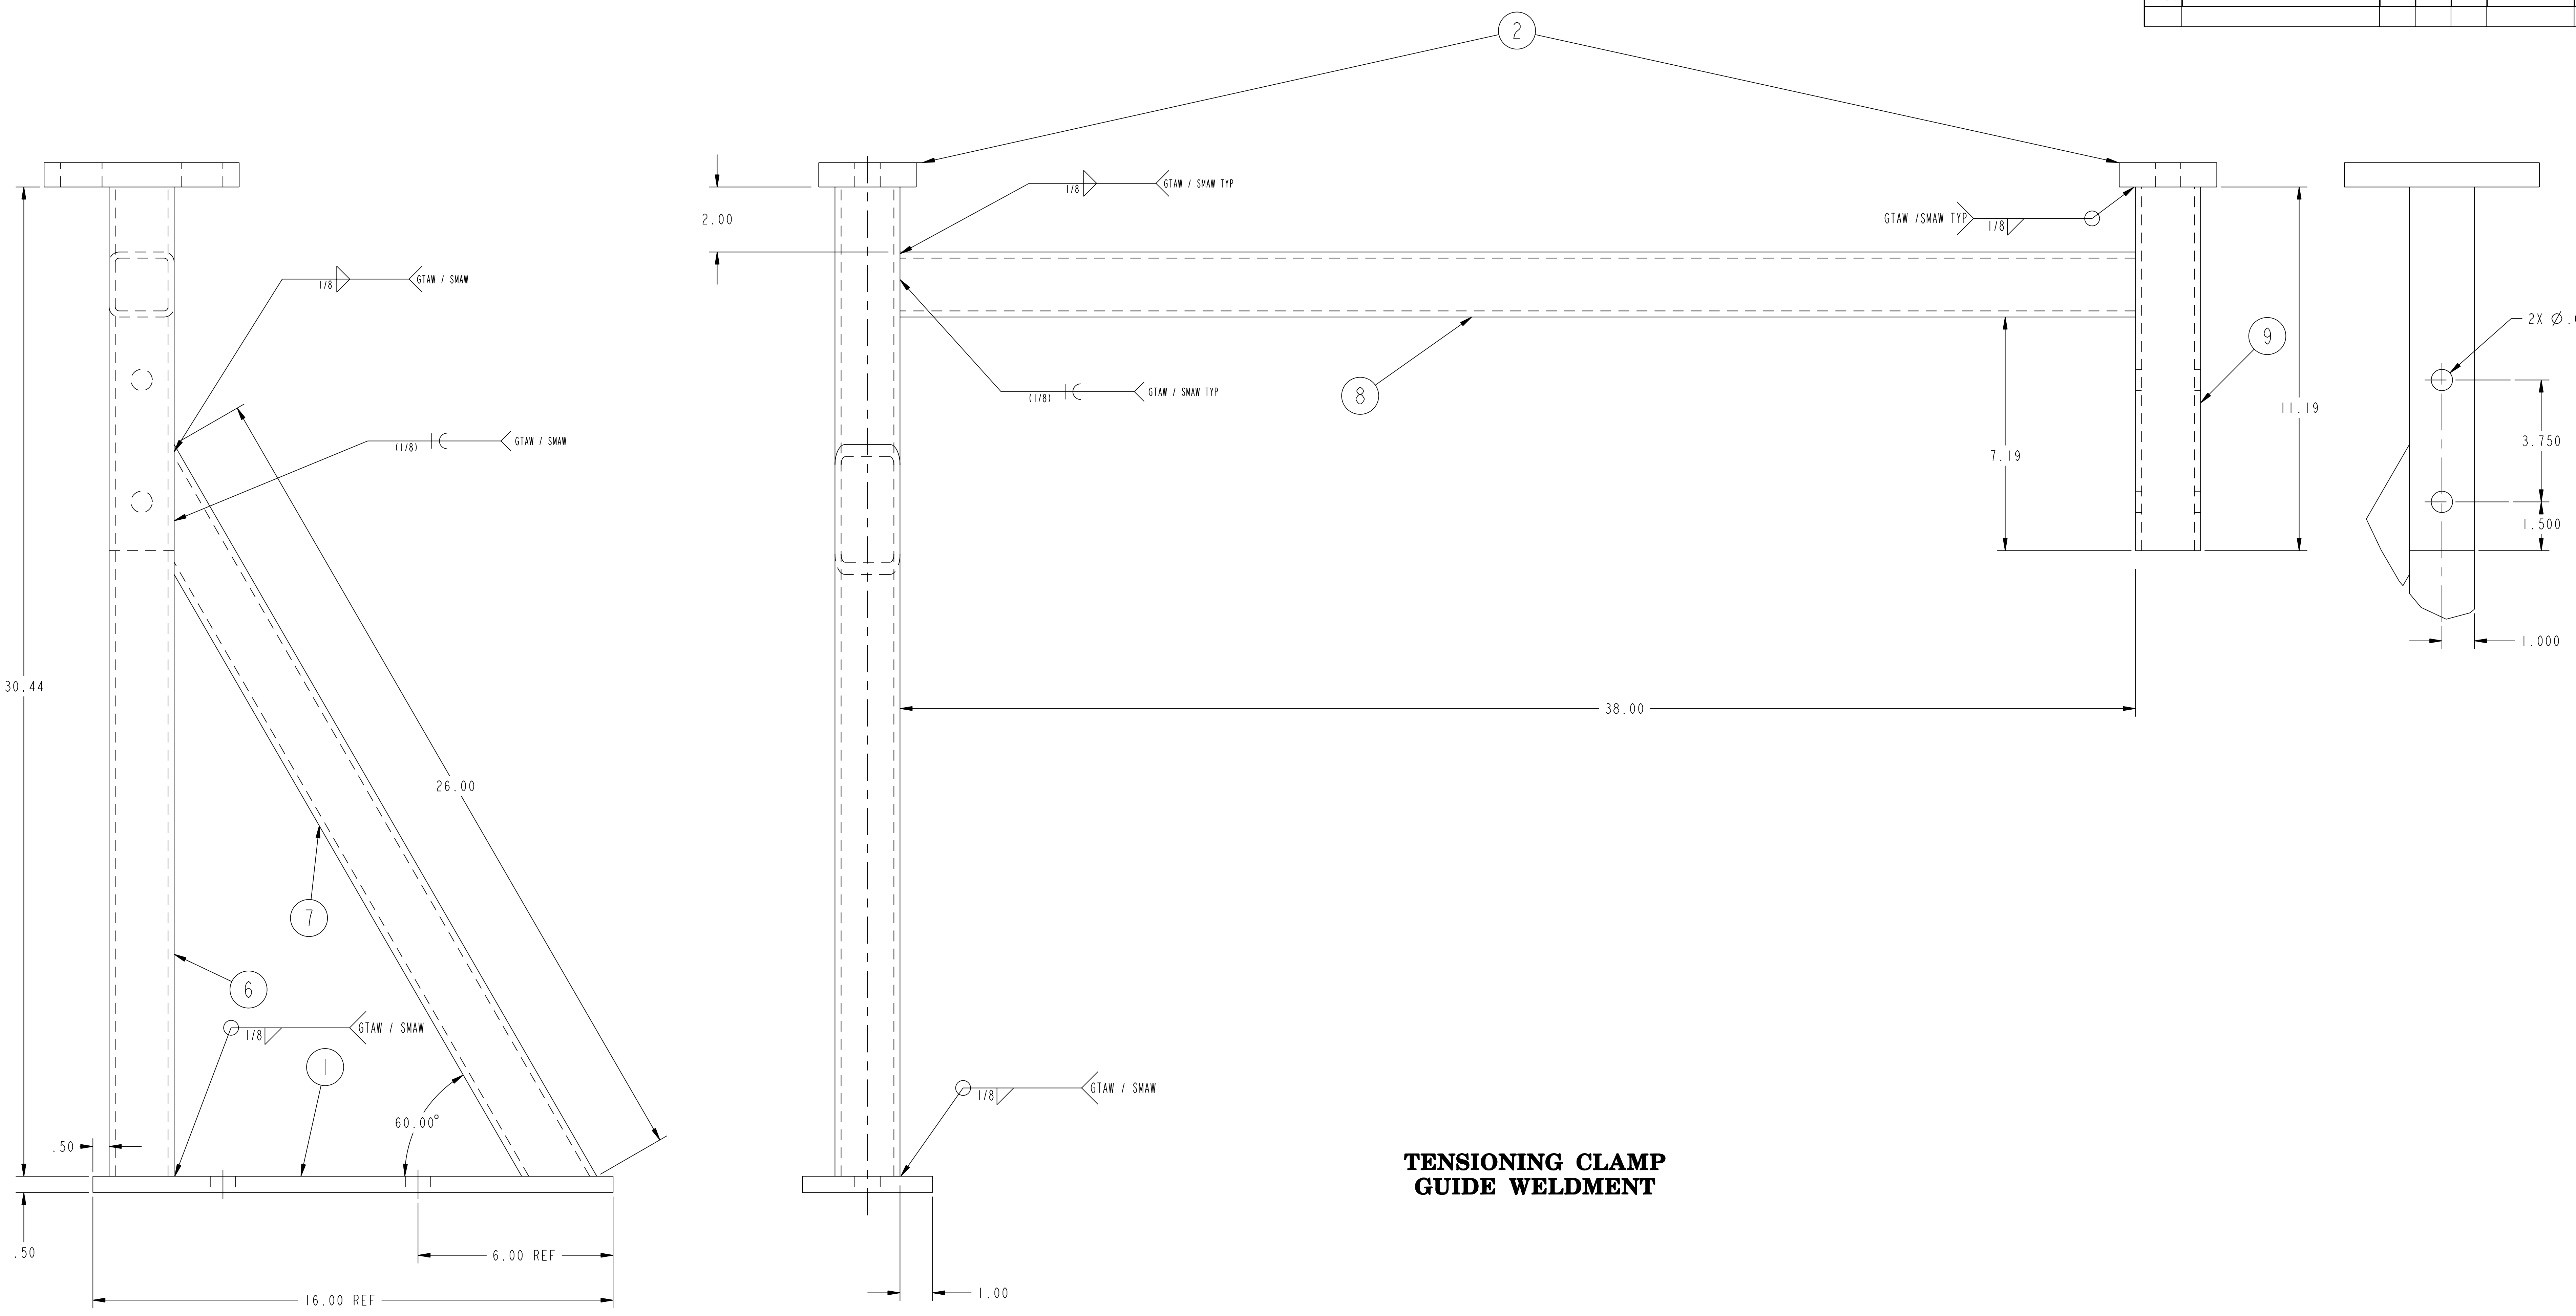 2
1/8 GTAW / SMAW TYP
2.00
GTAW /SMAW TYP 1/8
1/8 GTAW / SMAW
2X Ø
9
(1/8) GTAW / SMAW TYP
8
11.19
(1/8) GTAW / SMAW
3.750
7.19
1.500
1.000
30.44
38.00
26.00
7
6
1/8 GTAW / SMAW
1
1/8 GTAW / SMAW
60.00°
.50
TENSIONING CLAMP
GUIDE WELDMENT
.50
6.00 REF
16.00 REF
1.00